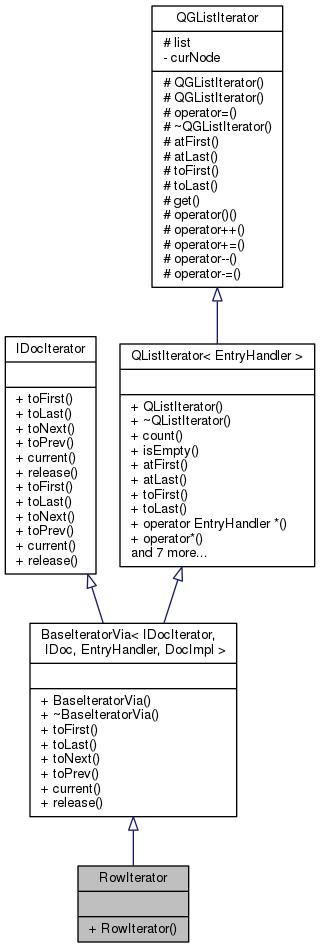 QGListIterator
# list
- curNode
# QGListIterator()
# QGListIterator()
# operator=()
# ~QGListIterator()
# atFirst()
# atLast()
# toFirst()
# toLast()
# get()
# operator()()
# operator++()
# operator+=()
# operator--()
# operator-=()
IDocIterator
+ toFirst()
+ toLast()
+ toNext()
+ toPrev()
+ current()
+ release()
+ toFirst()
+ toLast()
+ toNext()
+ toPrev()
+ current()
+ release()
QListIterator< EntryHandler >
+ QListIterator()
+ ~QListIterator()
+ count()
+ isEmpty()
+ atFirst()
+ atLast()
+ toFirst()
+ toLast()
+ operator EntryHandler *()
+ operator*()
and 7 more...
BaseIteratorVia< IDocIterator,
IDoc, EntryHandler, DocImpl >
+ BaseIteratorVia()
+ ~BaseIteratorVia()
+ toFirst()
+ toLast()
+ toNext()
+ toPrev()
+ current()
+ release()
RowIterator
+ RowIterator()